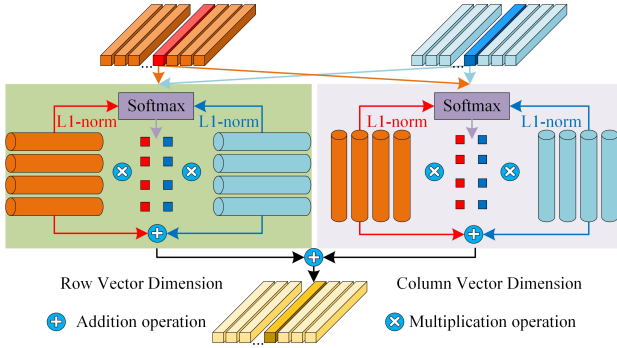 ... ...
Softmax Softmax
L1-norm L1-norm L1-norm L1-norm
Row Vector Dimension Column Vector Dimension
...
Addition operation Multiplication operation